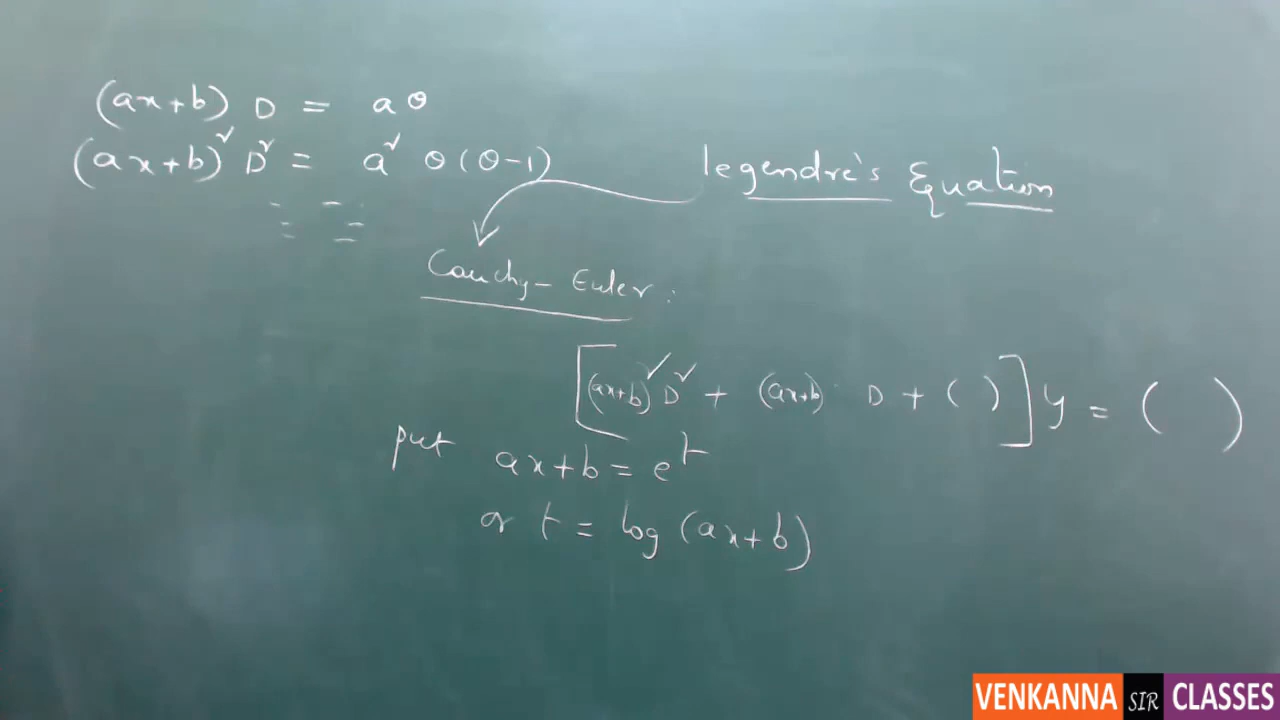 (ax+b) D = a θ
(ax+b)² D² = a² θ(θ-1)
legendre's Equation
Cauchy-Euler:
[(ax+b)² D² + (ax+b) D + ( )] y = ( )
put ax+b = e^t
or t = log (ax+b)
VENKANNA SIR CLASSES